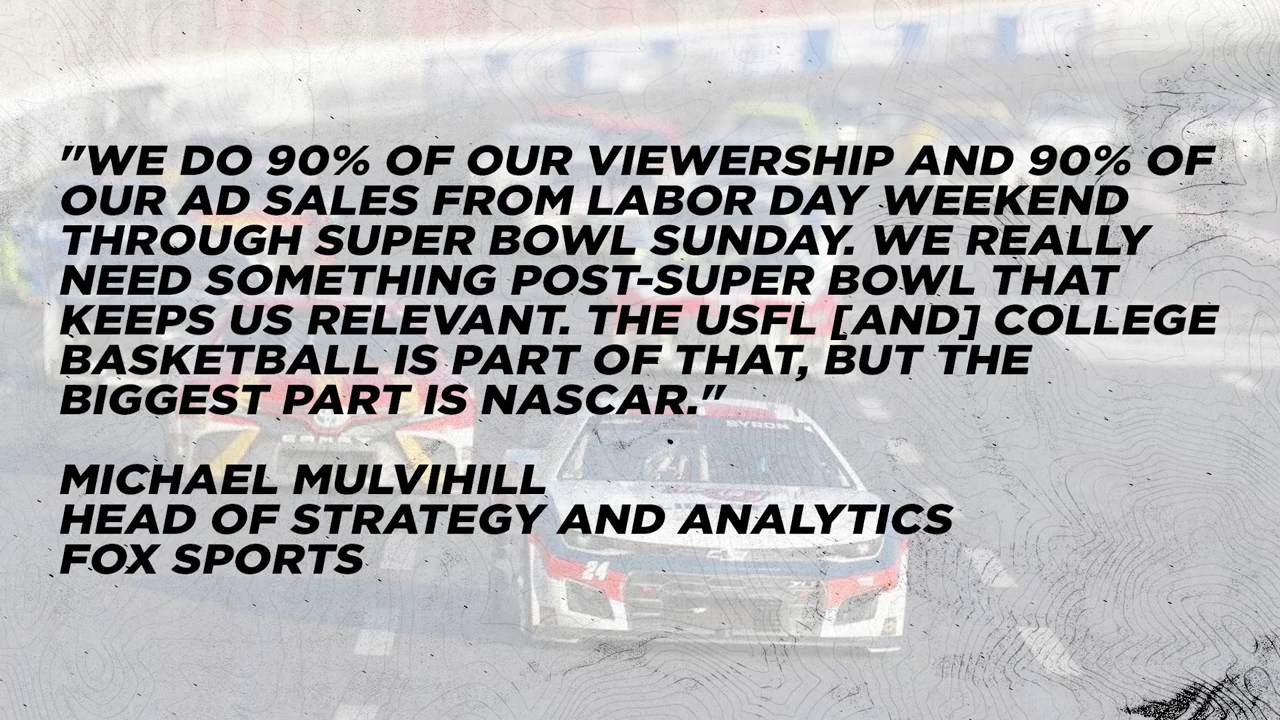 "WE DO 90% OF OUR VIEWERSHIP AND 90% OF
OUR AD SALES FROM LABOR DAY WEEKEND
THROUGH SUPER BOWL SUNDAY. WE REALLY
NEED SOMETHING POST-SUPER BOWL THAT
KEEPS US RELEVANT. THE USFL [AND] COLLEGE
BASKETBALL IS PART OF THAT, BUT THE
BIGGEST PART IS NASCAR."
MICHAEL MULVIHILL
HEAD OF STRATEGY AND ANALYTICS
FOX SPORTS
BYRON
24